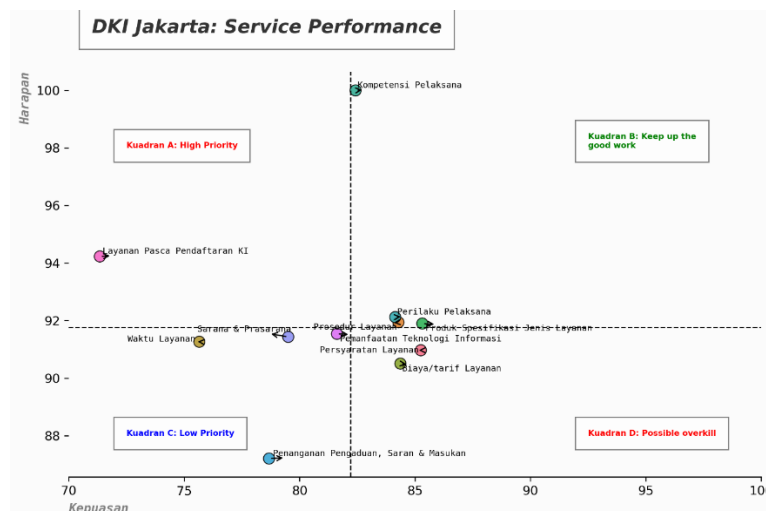 DKI Jakarta: Service Performance
Harapan
100
98
96
94
92
90
88
Kompetensi Pelaksana
Kuadran A: High Priority
Kuadran B: Keep up the
good work
Layanan Pasca Pendaftaran KI
Perilaku Pelaksana
Prosedur Layanan
Produk Spesifikasi Jenis Layanan
Sarana & Prasarana
Waktu Layanan
Pemanfaatan Teknologi Informasi
Persyaratan Layanan
Biaya/tarif Layanan
Kuadran C: Low Priority
Kuadran D: Possible overkill
Penanganan Pengaduan, Saran & Masukan
70
75
80
85
90
95
Kepuasan